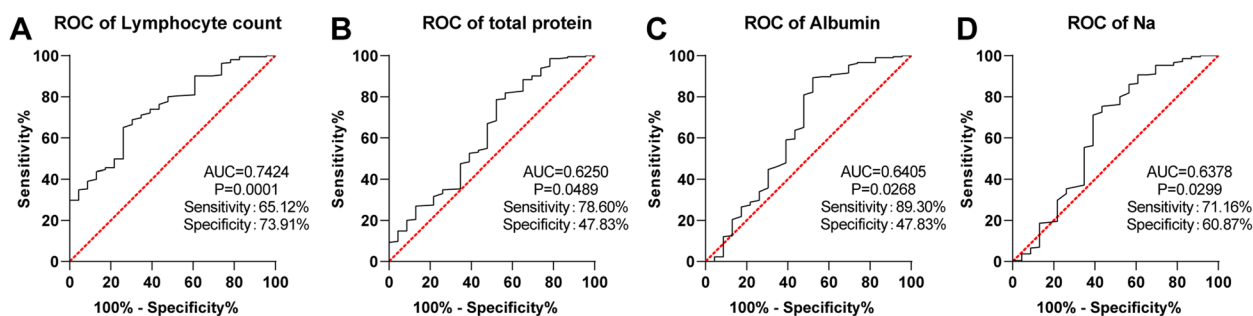 A ROC of Lymphocyte count
Sensitivity%
100
80
60
40
20
0
AUC=0.7424
P=0.0001
Sensitivity: 65.12%
Specificity: 73.91%
0 20 40 60 80 100
100% - Specificity%
B ROC of total protein
Sensitivity%
100
80
60
40
20
0
AUC=0.6250
P=0.0489
Sensitivity: 78.60%
Specificity: 47.83%
0 20 40 60 80 100
100% - Specificity%
C ROC of Albumin
Sensitivity%
100
80
60
40
20
0
AUC=0.6405
P=0.0268
Sensitivity: 89.30%
Specificity: 47.83%
0 20 40 60 80 100
100% - Specificity%
D ROC of Na
Sensitivity%
100
80
60
40
20
0
AUC=0.6378
P=0.0299
Sensitivity: 71.16%
Specificity: 60.87%
0 20 40 60 80 100
100% - Specificity%